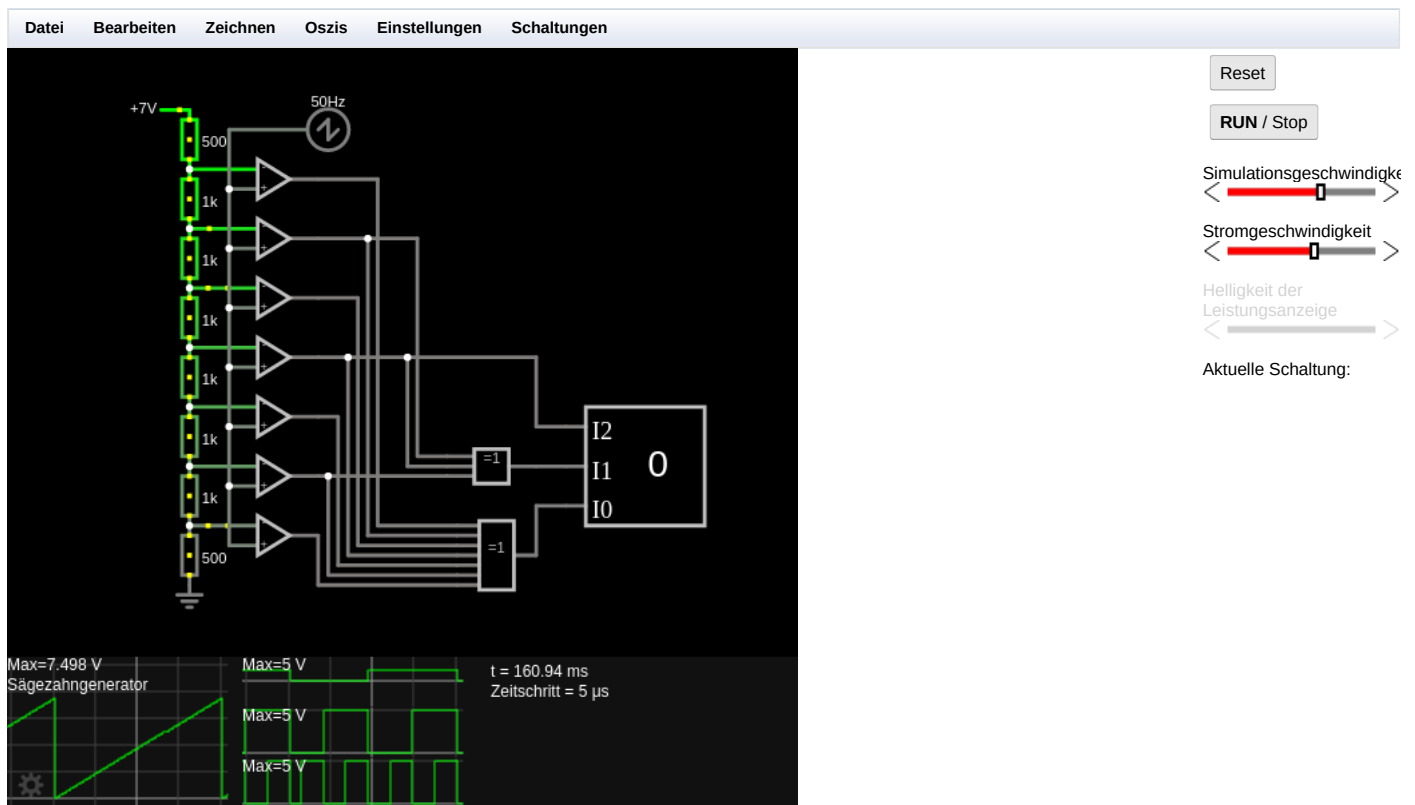 Datei Bearbeiten Zeichnen Oszis Einstellungen Schaltungen
Reset
RUN / Stop
Simulationsgeschwindigke
Stromgeschwindigkeit
Helligkeit der
Leistungsanzeige
Aktuelle Schaltung:
+7V
50Hz
500
1k
1k
1k
1k
1k
1k
500
=1
=1
I2
I1
I0
0
Max=7.498 V
Sägezahngenerator
Max=5 V
Max=5 V
Max=5 V
t = 160.94 ms
Zeitschritt = 5 μs